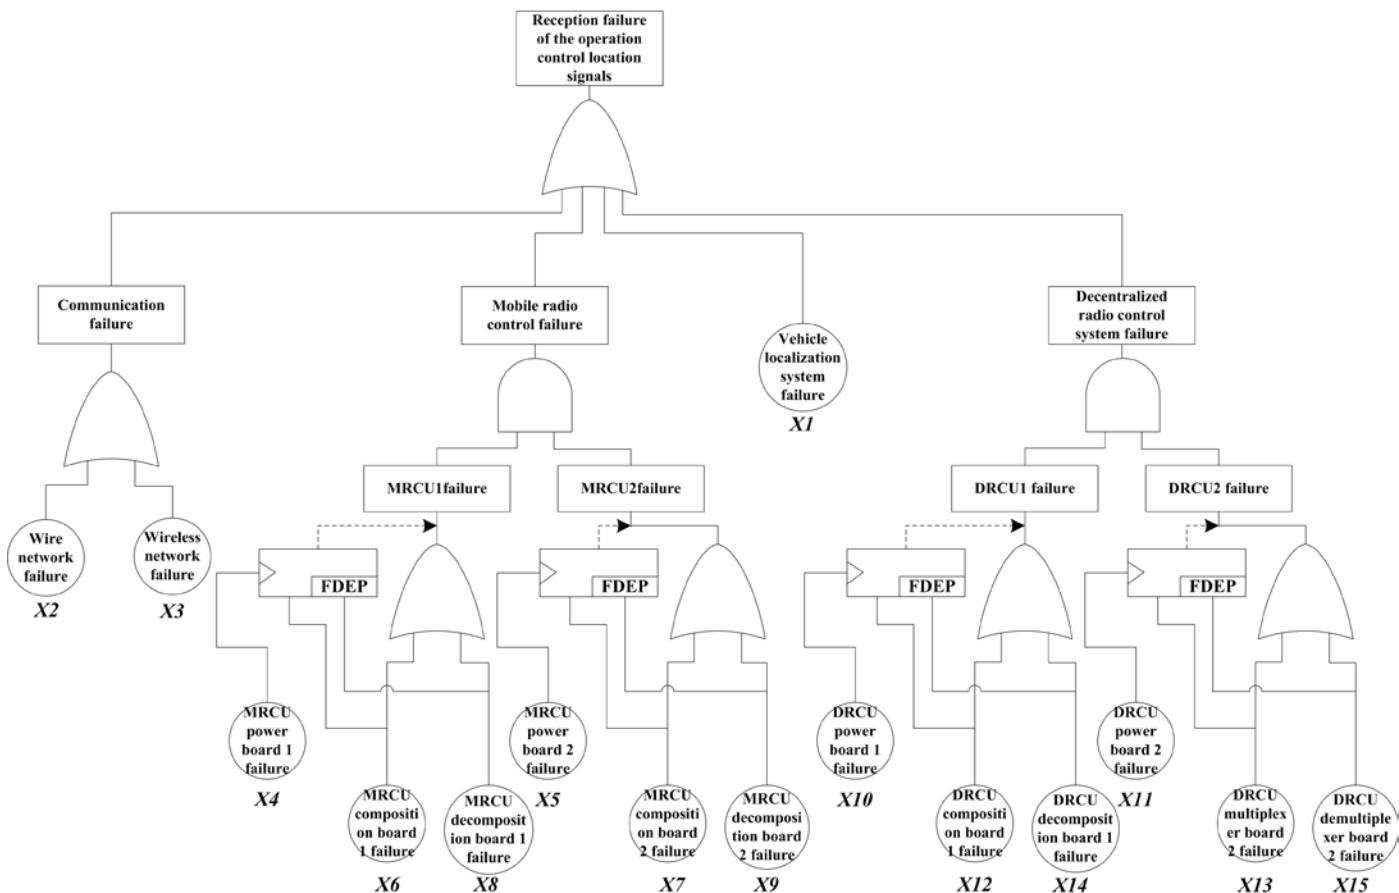 Reception failure
of the operation
control location
signals
Communication
failure
Mobile radio
control failure
Decentralized
radio control
system failure
Vehicle
localization
system
failure
X1
MRCU1failure
MRCU2failure
DRCU1 failure
DRCU2 failure
Wire
network
failure
X2
Wireless
network
failure
X3
FDEP
FDEP
FDEP
FDEP
MRCU
power
board 1
failure
X4
MRCU
power
board 2
failure
X5
DRCU
power
board 1
failure
X10
DRCU
power
board 2
failure
X11
MRCU
compositi
on board
1 failure
X6
MRCU
decomposit
ion board 1
failure
X8
MRCU
compositi
on board
2 failure
X7
MRCU
decomposi
tion board
2 failure
X9
DRCU
compositi
on board
1 failure
X12
DRCU
decomposit
ion board 1
failure
X14
DRCU
multiplex
er board
2 failure
X13
DRCU
demultiple
xer board
2 failure
X15